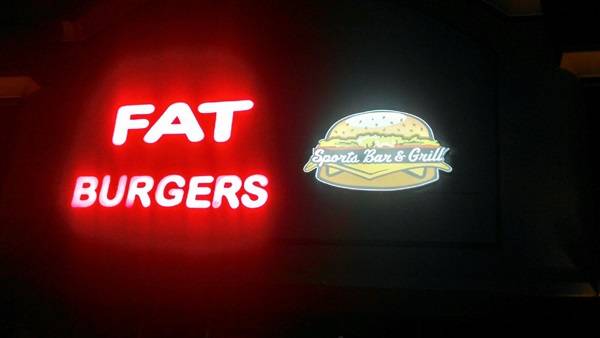 FAT
BURGERS
Sports Bar & Grill